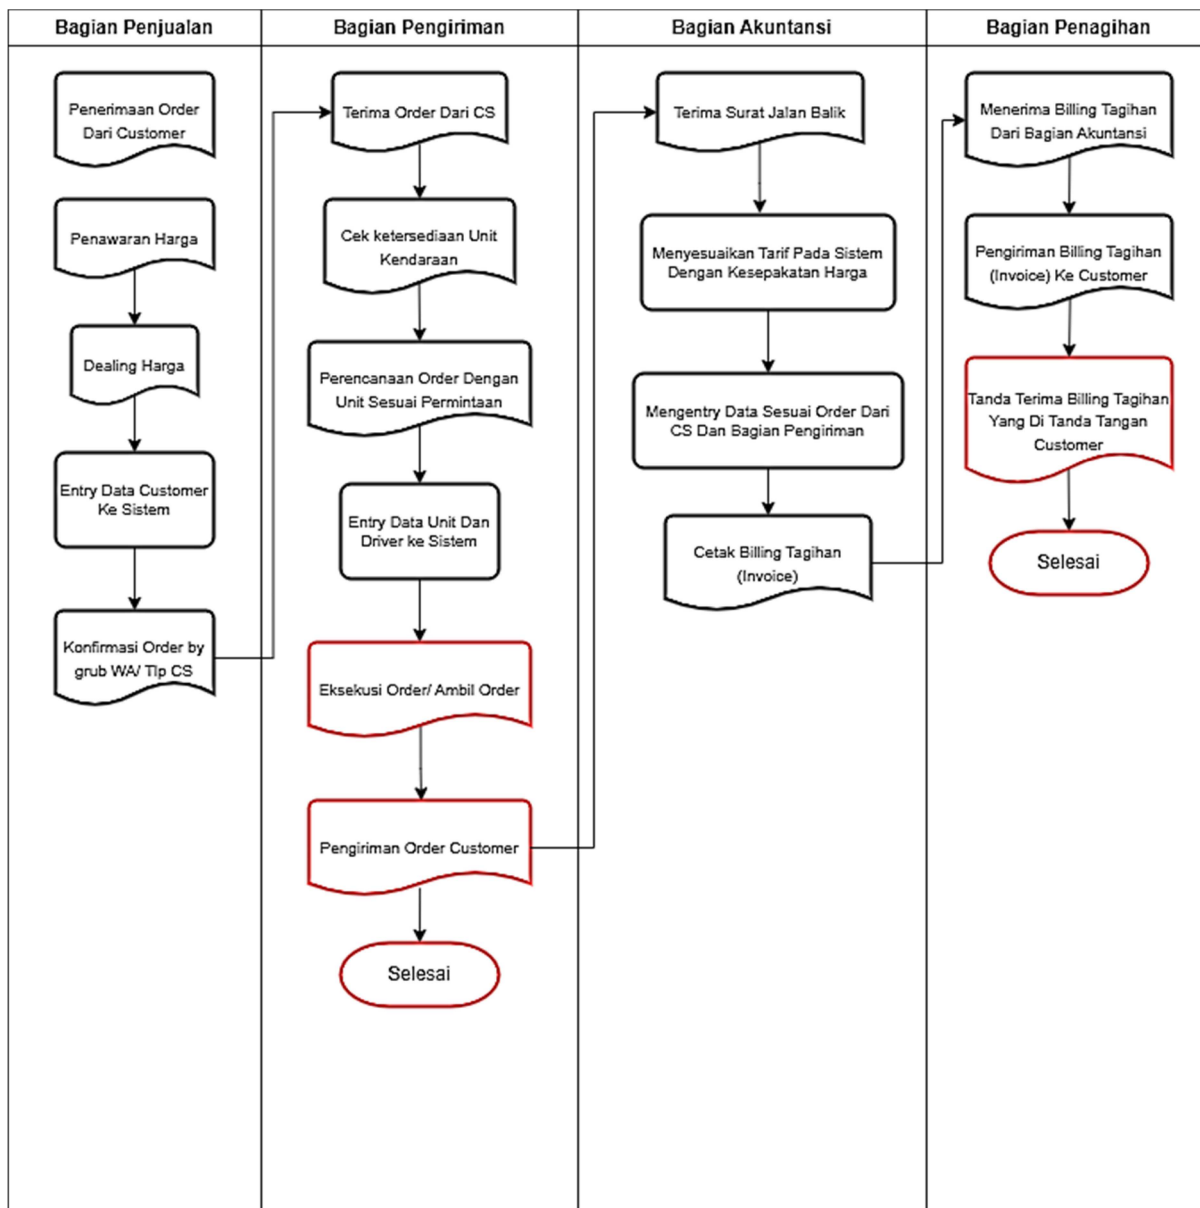 Bagian Penjualan
Penerimaan Order
Dari Customer
Penawaran Harga
Dealing Harga
Entry Data Customer
Ke Sistem
Konfirmasi Order by
grub WA/ Tlp CS
Bagian Pengiriman
Terima Order Dari CS
Cek ketersediaan Unit
Kendaraan
Perencanaan Order Dengan
Unit Sesuai Permintaan
Entry Data Unit Dan
Driver ke Sistem
Eksekusi Order/ Ambil Order
Pengiriman Order Customer
Selesai
Bagian Akuntansi
Terima Surat Jalan Balik
Menyesuaikan Tarif Pada Sistem
Dengan Kesepakatan Harga
Mengentry Data Sesuai Order Dari
CS Dan Bagian Pengiriman
Cetak Billing Tagihan
(Invoice)
Bagian Penagihan
Menerima Billing Tagihan
Dari Bagian Akuntansi
Pengiriman Billing Tagihan
(Invoice) Ke Customer
Tanda Terima Billing Tagihan
Yang Di Tanda Tangan
Customer
Selesai